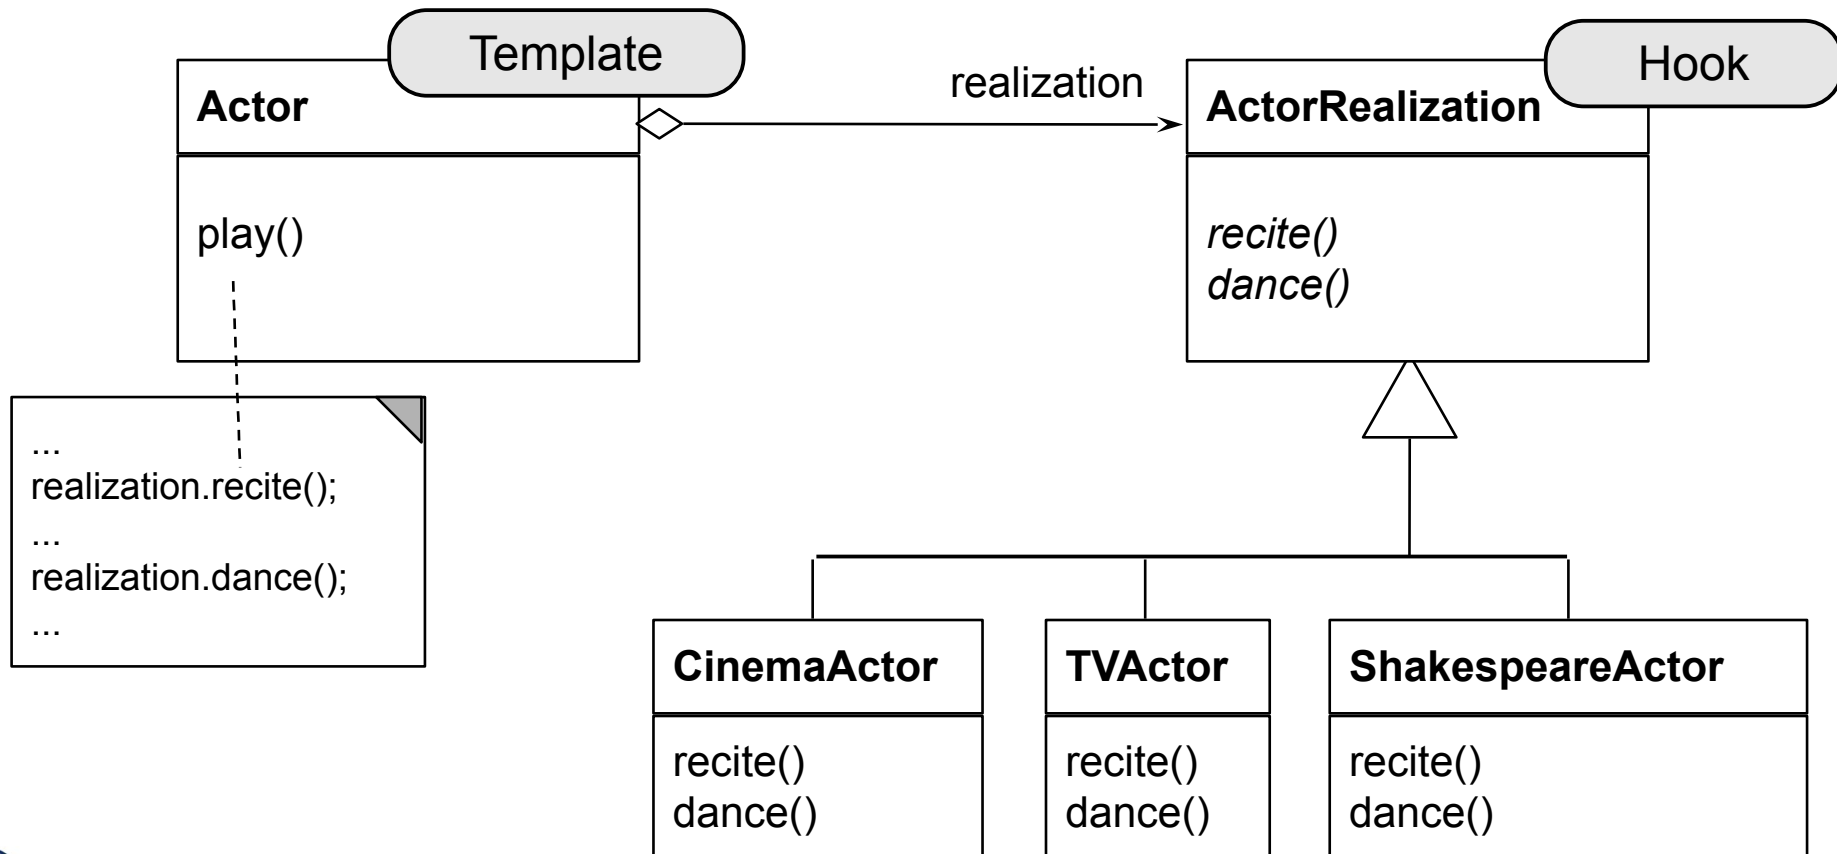 Template
Actor
play()
...
realization.recite();
...
realization.dance();
...
realization
Hook
ActorRealization
recite()
dance()
CinemaActor
recite()
dance()
TVActor
recite()
dance()
ShakespeareActor
recite()
dance()